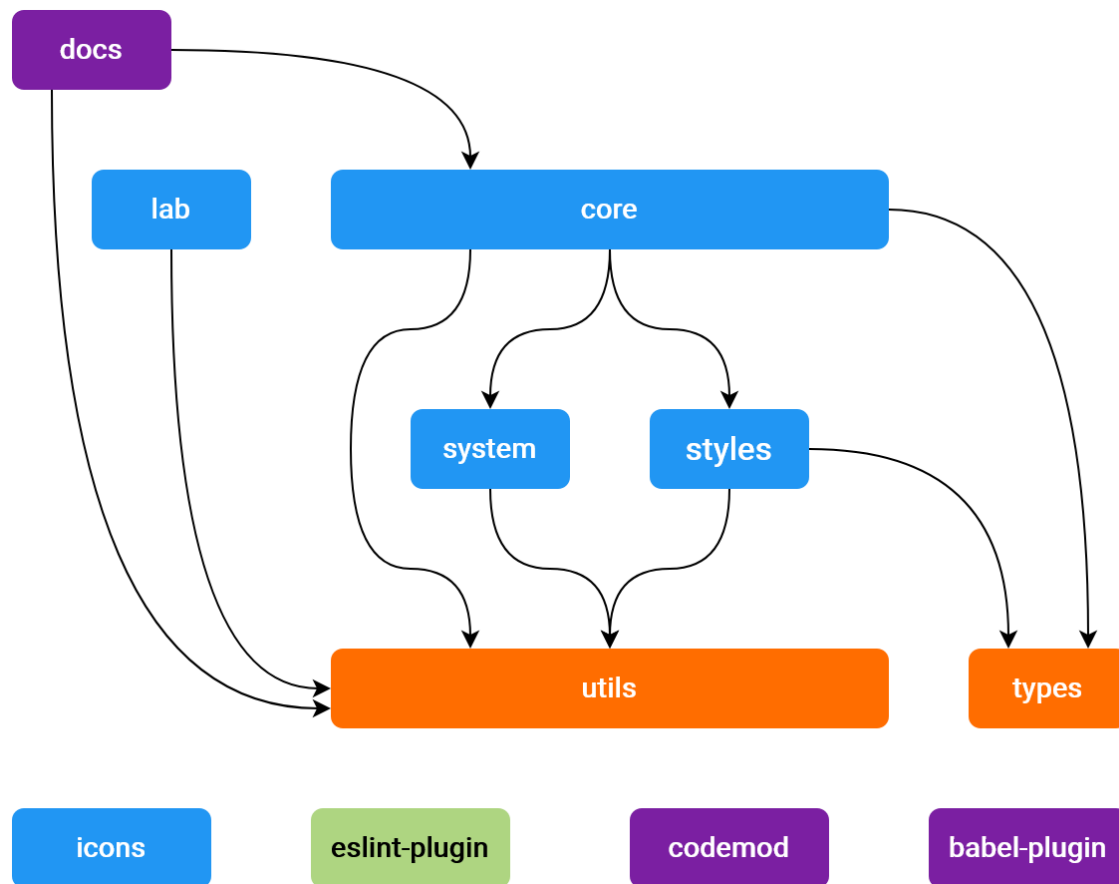 docs
lab
core
system
styles
utils
types
icons
eslint-plugin
codemod
babel-plugin